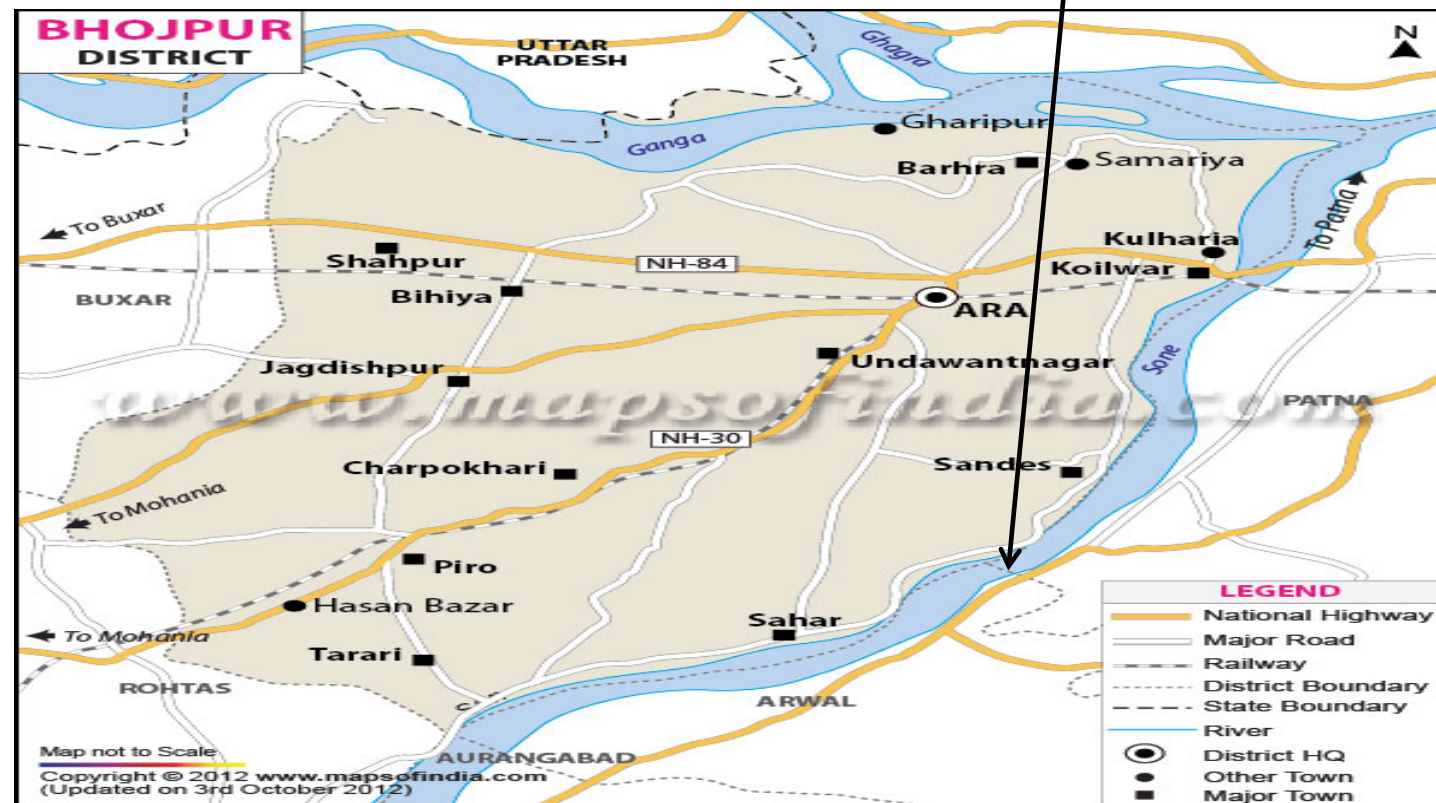 BHOJPUR
DISTRICT
UTTAR
PRADESH
Ghagra
N
Ganga
Gharipur
Barhra
Samariya
To Buxar
To Patna
Shahpur
NH-84
Kulharia
Koilwar
BUXAR
Bihiya
ARA
Jagdishpur
Undawantnagar
Sone
www.mapsofindia.com
PATNA
NH-30
Charpokhari
Sandes
To Mohania
Piro
Hasan Bazar
Sahar
To Mohania
Tarari
ROHTAS
ARWAL
AURANGABAD
LEGEND
National Highway
Major Road
Railway
District Boundary
State Boundary
River
District HQ
Other Town
Major Town
Map not to Scale
Copyright © 2012 www.mapsofindia.com
(Updated on 3rd October 2012)